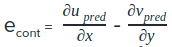 e_cont = ∂u_pred/∂x - ∂v_pred/∂y